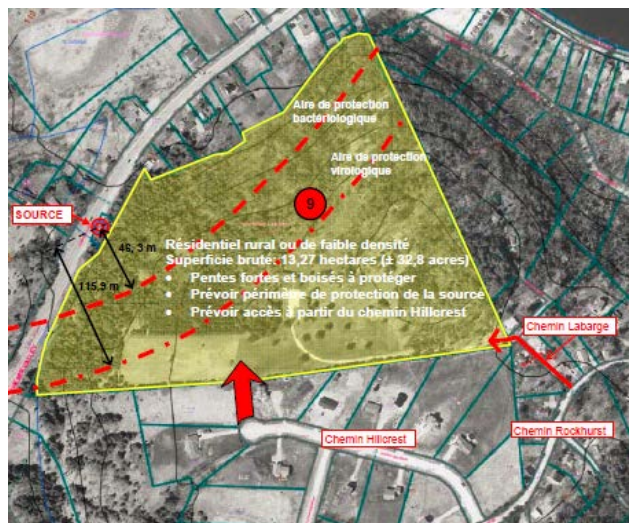 Aire de protection
bactériologique
Aire de protection
virologique
9
SOURCE
46, 3 m
115,9 m
Résidentiel rural ou de faible densité
Superficie brute: 13,27 hectares (± 32,8 acres)
• Pentes fortes et boisés à protéger
• Prévoir périmètre de protection de la source
• Prévoir accès à partir du chemin Hillcrest
Chemin Labarge
Chemin Rockhurst
Chemin Hillcrest